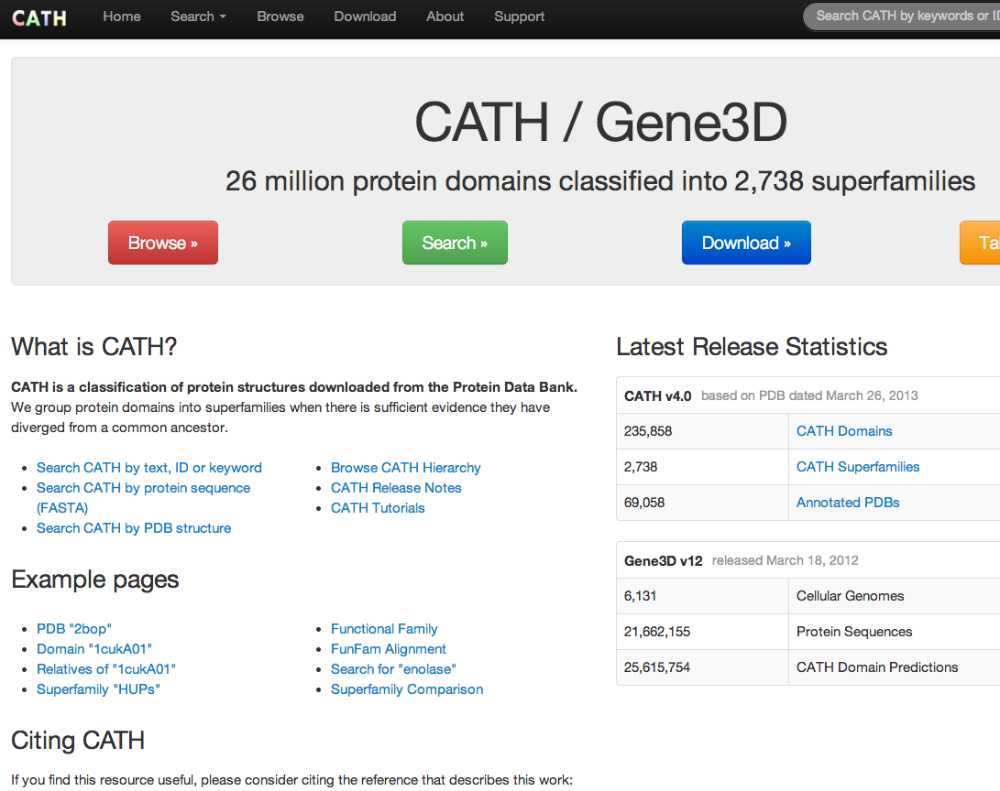 CATH Home Search Browse Download About Support Search CATH by keywords or ID
CATH / Gene3D
26 million protein domains classified into 2,738 superfamilies
Browse » Search » Download »
What is CATH?
CATH is a classification of protein structures downloaded from the Protein Data Bank.
We group protein domains into superfamilies when there is sufficient evidence they have
diverged from a common ancestor.
Search CATH by text, ID or keyword
Search CATH by protein sequence
(FASTA)
Search CATH by PDB structure
Browse CATH Hierarchy
CATH Release Notes
CATH Tutorials
Example pages
PDB "2bop"
Domain "1cukA01"
Relatives of "1cukA01"
Superfamily "HUPs"
Functional Family
FunFam Alignment
Search for "enolase"
Superfamily Comparison
Citing CATH
If you find this resource useful, please consider citing the reference that describes this work:
Latest Release Statistics
CATH v4.0 based on PDB dated March 26, 2013
235,858 CATH Domains
2,738 CATH Superfamilies
69,058 Annotated PDBs
Gene3D v12 released March 18, 2012
6,131 Cellular Genomes
21,662,155 Protein Sequences
25,615,754 CATH Domain Predictions